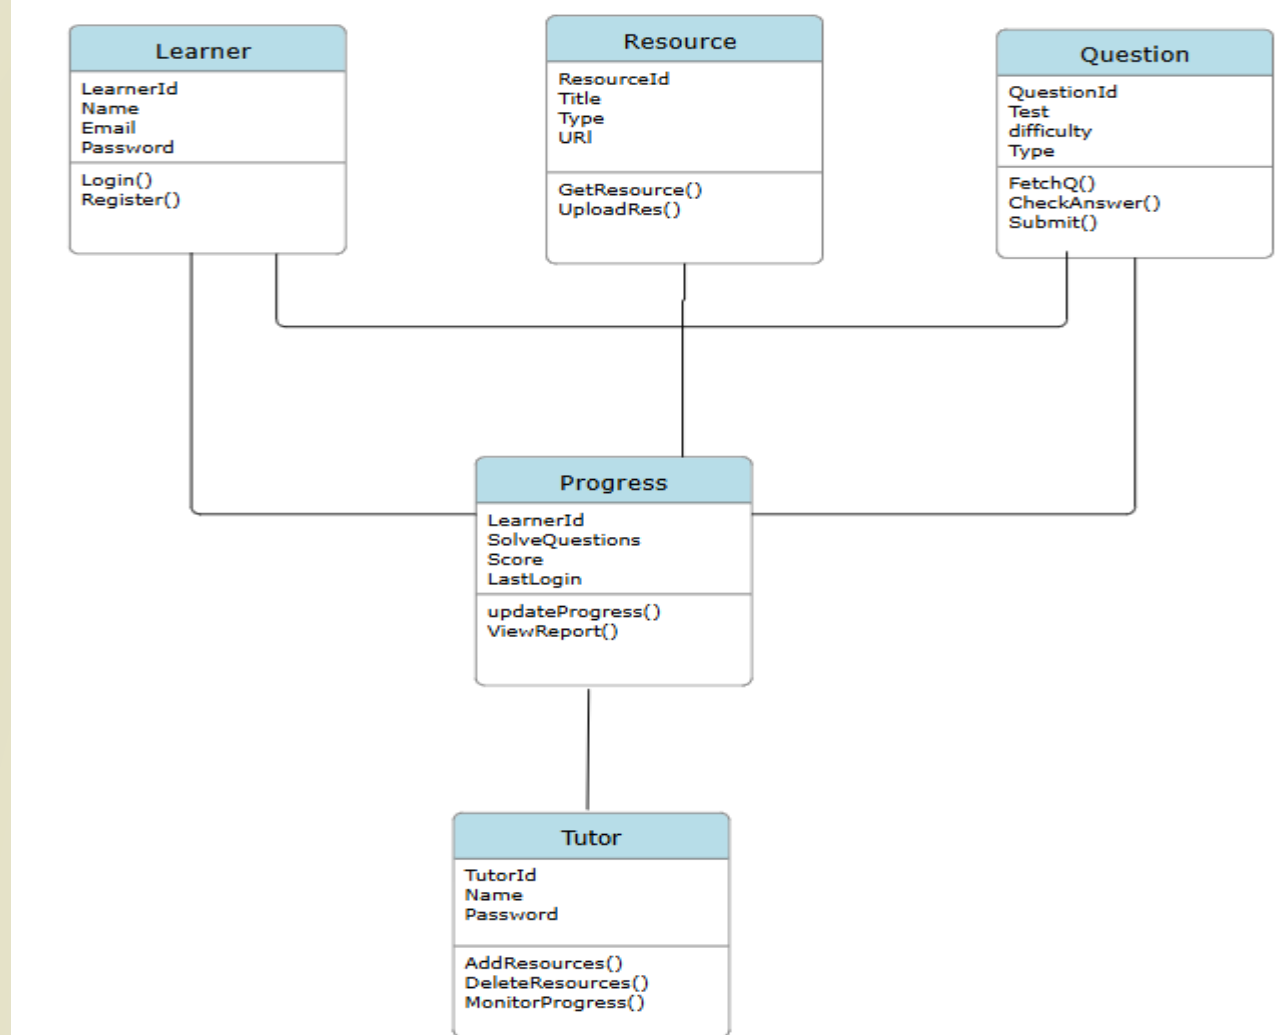 Learner
LearnerId
Name
Email
Password
Login()
Register()
Resource
ResourceId
Title
Type
URl
GetResource()
UploadRes()
Question
QuestionId
Test
difficulty
Type
FetchQ()
CheckAnswer()
Submit()
Progress
LearnerId
SolveQuestions
Score
LastLogin
updateProgress()
ViewReport()
Tutor
TutorId
Name
Password
AddResources()
DeleteResources()
MonitorProgress()